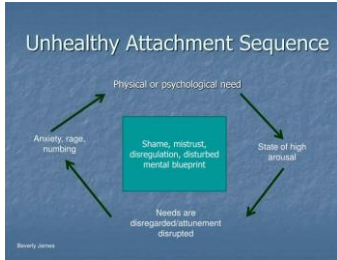 Unhealthy Attachment Sequence
Physical or psychological need
Anxiety, rage,
numbing
Shame, mistrust,
disregulation, disturbed
mental blueprint
State of high
arousal
Needs are
disregarded/attunement
disrupted
Beverly James